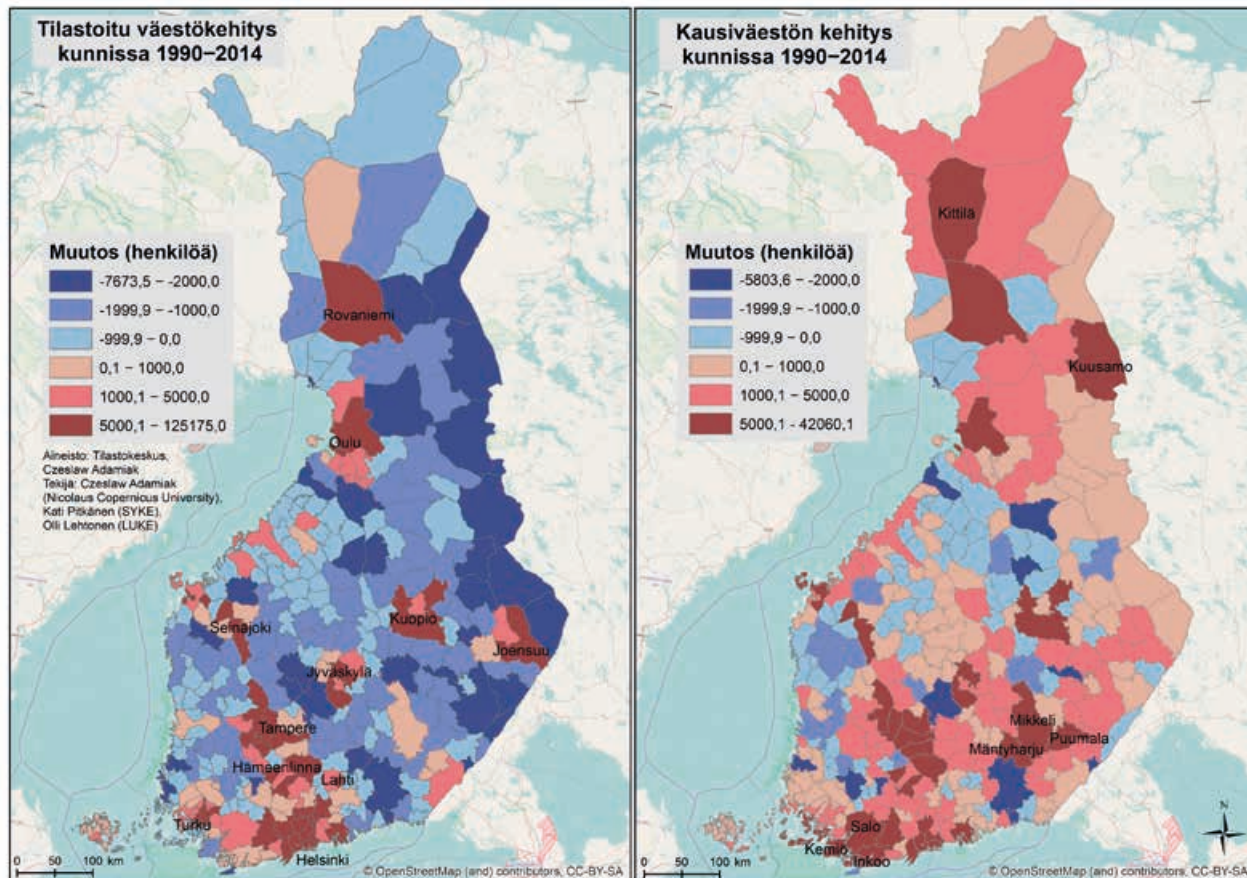 Tilastoitu väestökehitys
kunnissa 1990–2014
Muutos (henkilöä)
-7673,5 – -2000,0
-1999,9 – -1000,0
-999,9 – 0,0
0,1 – 1000,0
1000,1 – 5000,0
5000,1 – 125175,0
Aineisto: Tilastokeskus,
Czeslaw Adamiak
Tekijä: Czeslaw Adamiak
(Nicolaus Copernicus University),
Kati Pitkänen (SYKE),
Olli Lehtonen (LUKE)
Rovaniemi
Oulu
Seinäjoki
Kuopio
Joensuu
Jyväskylä
Tampere
Hämeenlinna
Lahti
Turku
Helsinki
0 50 100 km
© OpenStreetMap (and) contributors, CC-BY-SA
Kausiväestön kehitys
kunnissa 1990–2014
Muutos (henkilöä)
-5803,6 – -2000,0
-1999,9 – -1000,0
-999,9 – 0,0
0,1 – 1000,0
1000,1 – 5000,0
5000,1 - 42060,1
Kittilä
Kuusamo
Mikkeli
Puumala
Mäntyharju
Salo
Kemiö
Inkoo
N
0 50 100 km
© OpenStreetMap (and) contributors, CC-BY-SA